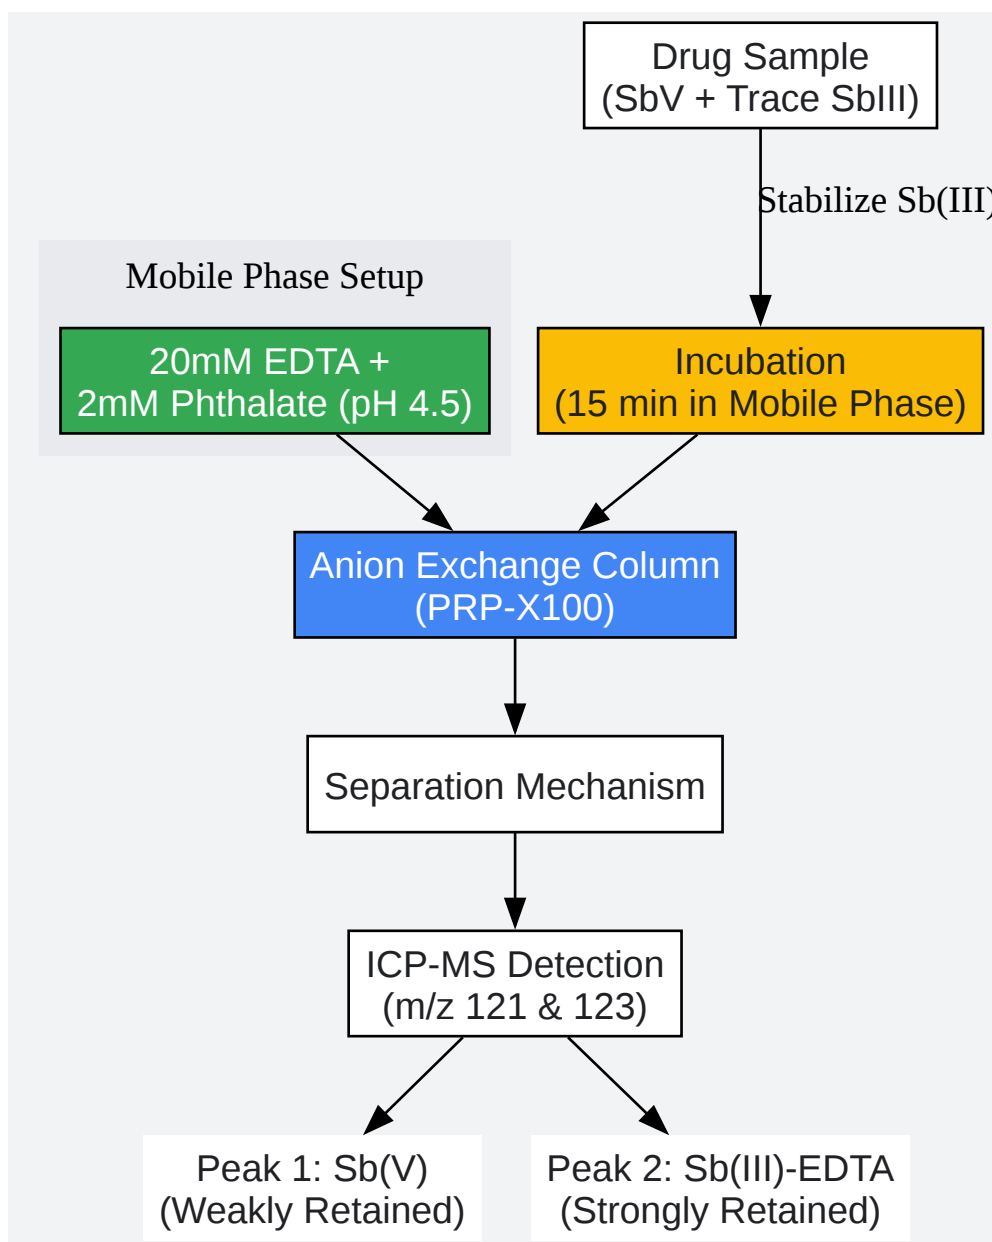 Drug Sample
(SbV + Trace SbIII)
Stabilize Sb(III)
Mobile Phase Setup
20mM EDTA +
2mM Phthalate (pH 4.5)
Incubation
(15 min in Mobile Phase)
Anion Exchange Column
(PRP-X100)
Separation Mechanism
ICP-MS Detection
(m/z 121 & 123)
Peak 1: Sb(V)
(Weakly Retained)
Peak 2: Sb(III)-EDTA
(Strongly Retained)